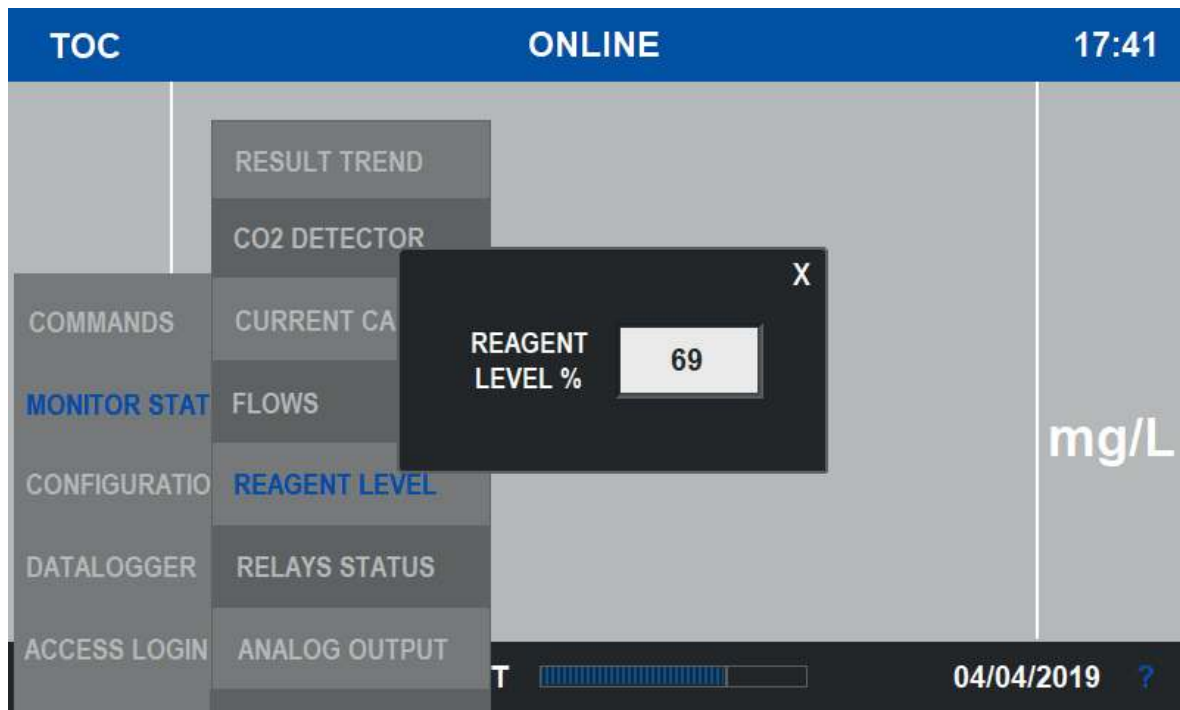 TOC ONLINE 17:41
RESULT TREND
CO2 DETECTOR
X
COMMANDS
CURRENT CA
REAGENT
LEVEL %
69
MONITOR STAT
FLOWS
mg/L
CONFIGURATIO
REAGENT LEVEL
DATALOGGER
RELAYS STATUS
ACCESS LOGIN
ANALOG OUTPUT
T
04/04/2019 ?